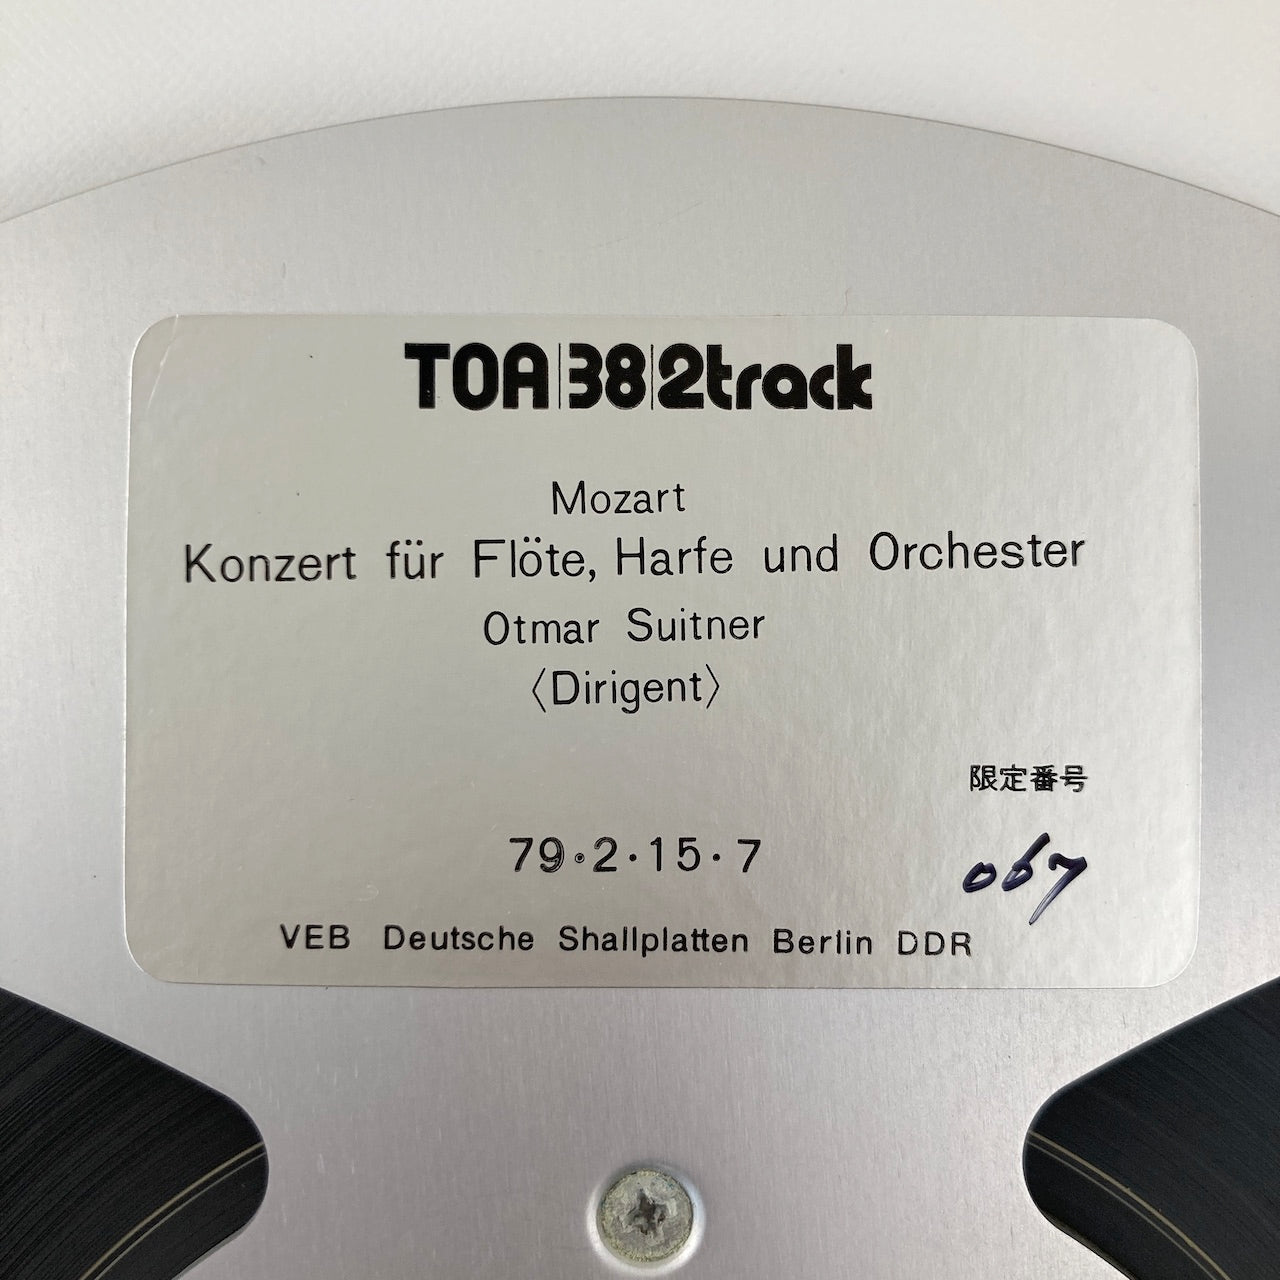 TOA|38|2track
Mozart
Konzert für Flöte, Harfe und Orchester
Otmar Suitner
〈Dirigent〉
限定番号
79・2・15・7
067
VEB Deutsche Shallplatten Berlin DDR